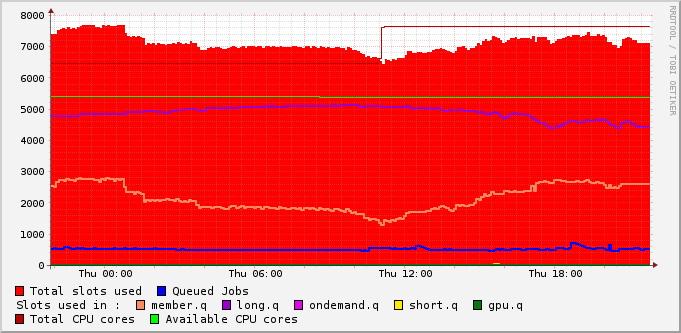 8000
7000
6000
5000
4000
3000
2000
1000
0
Thu 00:00 Thu 06:00 Thu 12:00 Thu 18:00
Total slots used Queued Jobs
Slots used in : member.q long.q ondemand.q short.q gpu.q
Total CPU cores Available CPU cores
RRDTOOL / TOBI OETIKER